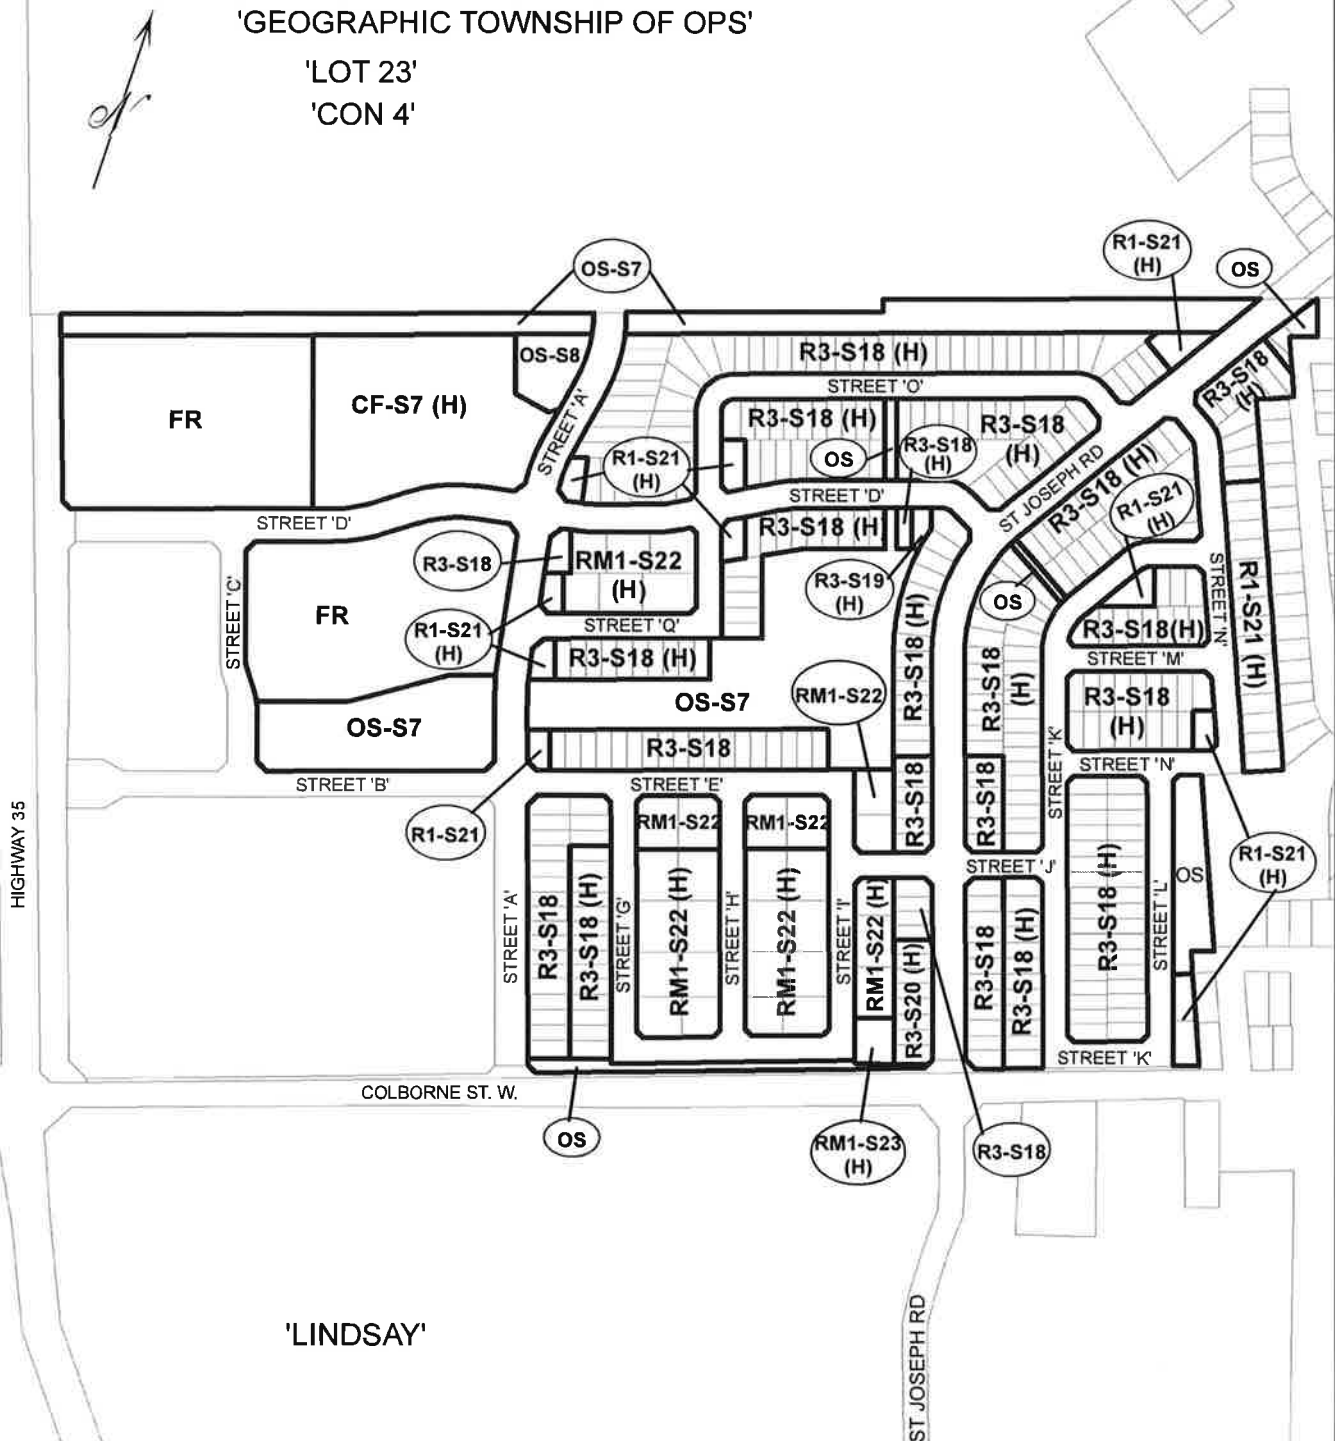 'GEOGRAPHIC TOWNSHIP OF OPS'
'LOT 23'
'CON 4'
R1-S21
(H)
OS
OS-S7
OS-S8
R3-S18 (H)
STREET 'O'
R3-S18
(H)
FR
CF-S7 (H)
STREET 'A'
R3-S18 (H)
R3-S18
(H)
R1-S21
(H)
OS
R3-S18
(H)
ST JOSEPH RD
R3-S18 (H)
R1-S21
(H)
STREET 'D'
STREET 'D'
R3-S18 (H
R3-S18
RM1-S22
(H)
R3-S19
(H)
OS
STREET 'N'
R1-S21 (H)
STREET 'C'
FR
R1-S21
(H)
STREET 'Q'
R3-S18(H)
STREET 'M'
R3-S18 (H)
R3-S18 (H)
R3-S18
(H)
OS-S7
RM1-S22
R3-S18
(H)
OS-S7
R3-S18
STREET 'K'
STREET 'N'
STREET 'B'
STREET 'E'
R3-S18
R3-S18
R1-S21
RM1-S22
RM1-S22
HIGHWAY 35
STREET 'J'
R1-S21
(H)
OS
STREET 'A'
R3-S18
R3-S18 (H)
STREET 'G'
RM1-S22 (H)
STREET 'H'
RM1-S22 (H)
STREET 'I'
RM1-S22 (H)
R3-S20 (H)
R3-S18
R3-S18 (H)
R3-S18 (H)
STREET 'L'
STREET 'K'
COLBORNE ST. W.
OS
RM1-S23
(H)
R3-S18
'LINDSAY'
ST JOSEPH RD